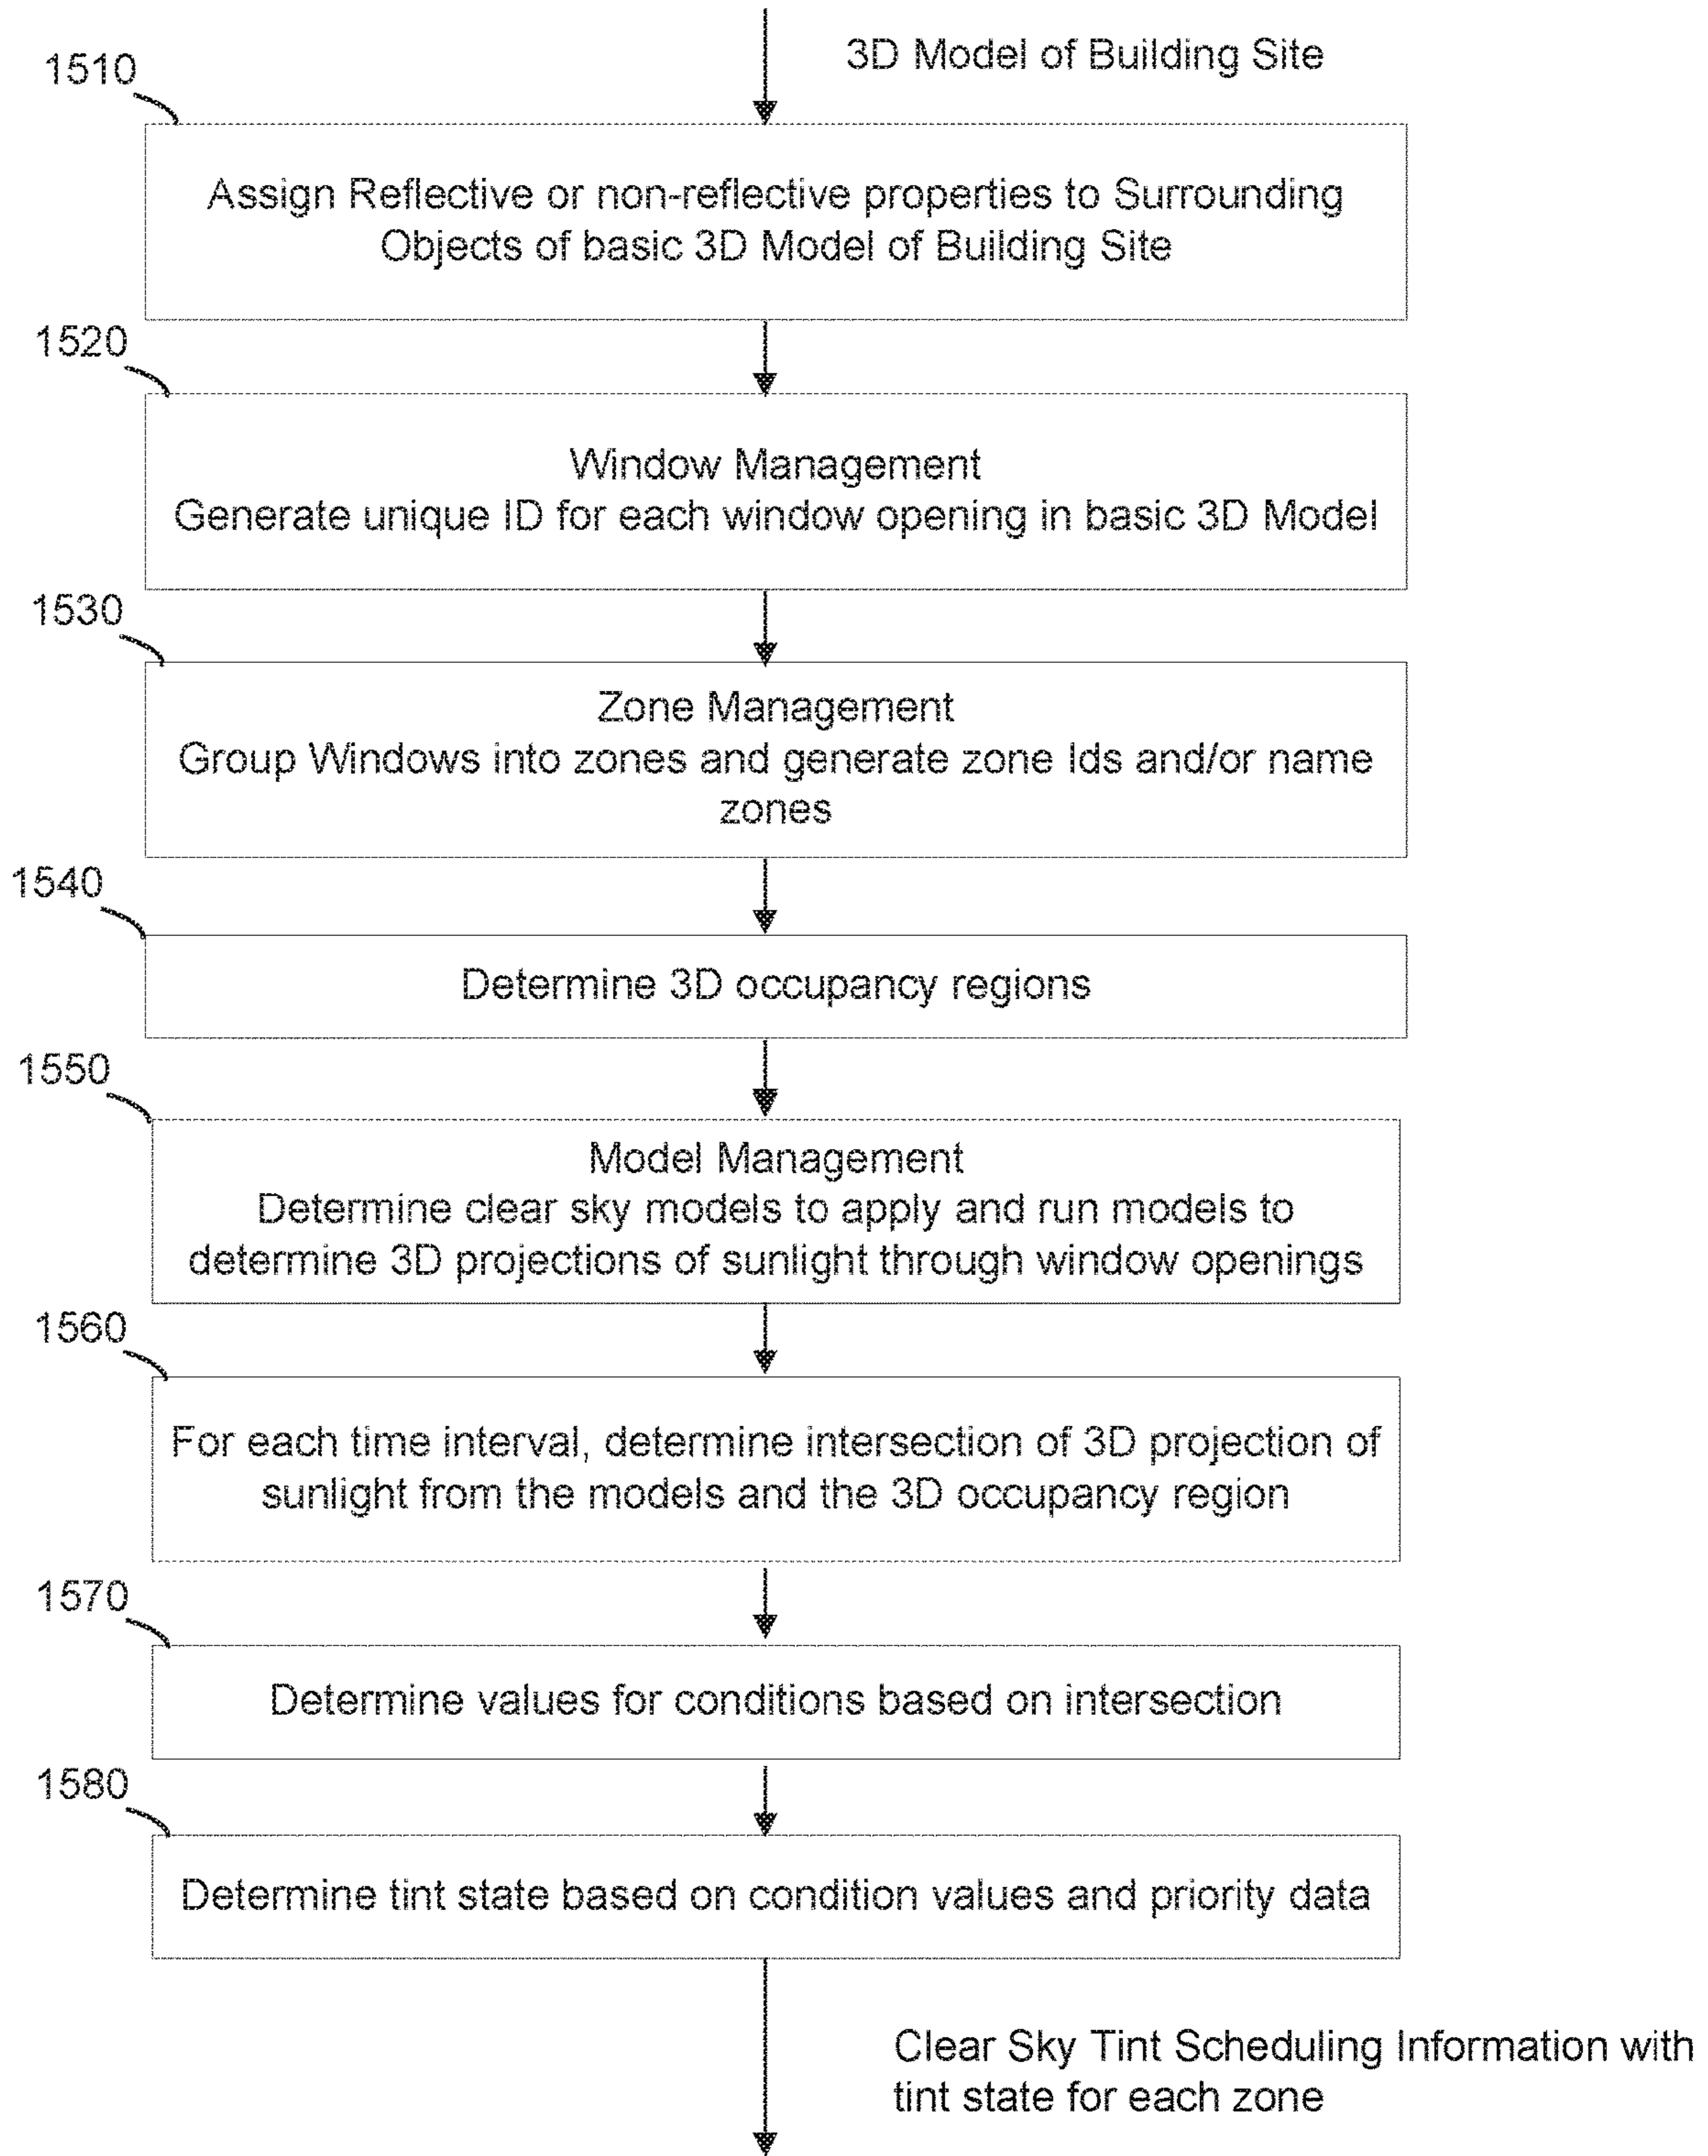 3D Model of Building Site
1510
Assign Reflective or non-reflective properties to Surrounding
Objects of basic 3D Model of Building Site
1520
Window Management
Generate unique ID for each window opening in basic 3D Model
1530
Zone Management
Group Windows into zones and generate zone Ids and/or name
zones
1540
Determine 3D occupancy regions
1550
Model Management
Determine clear sky models to apply and run models to
determine 3D projections of sunlight through window openings
1560
For each time interval, determine intersection of 3D projection of
sunlight from the models and the 3D occupancy region
1570
Determine values for conditions based on intersection
1580
Determine tint state based on condition values and priority data
Clear Sky Tint Scheduling Information with
tint state for each zone